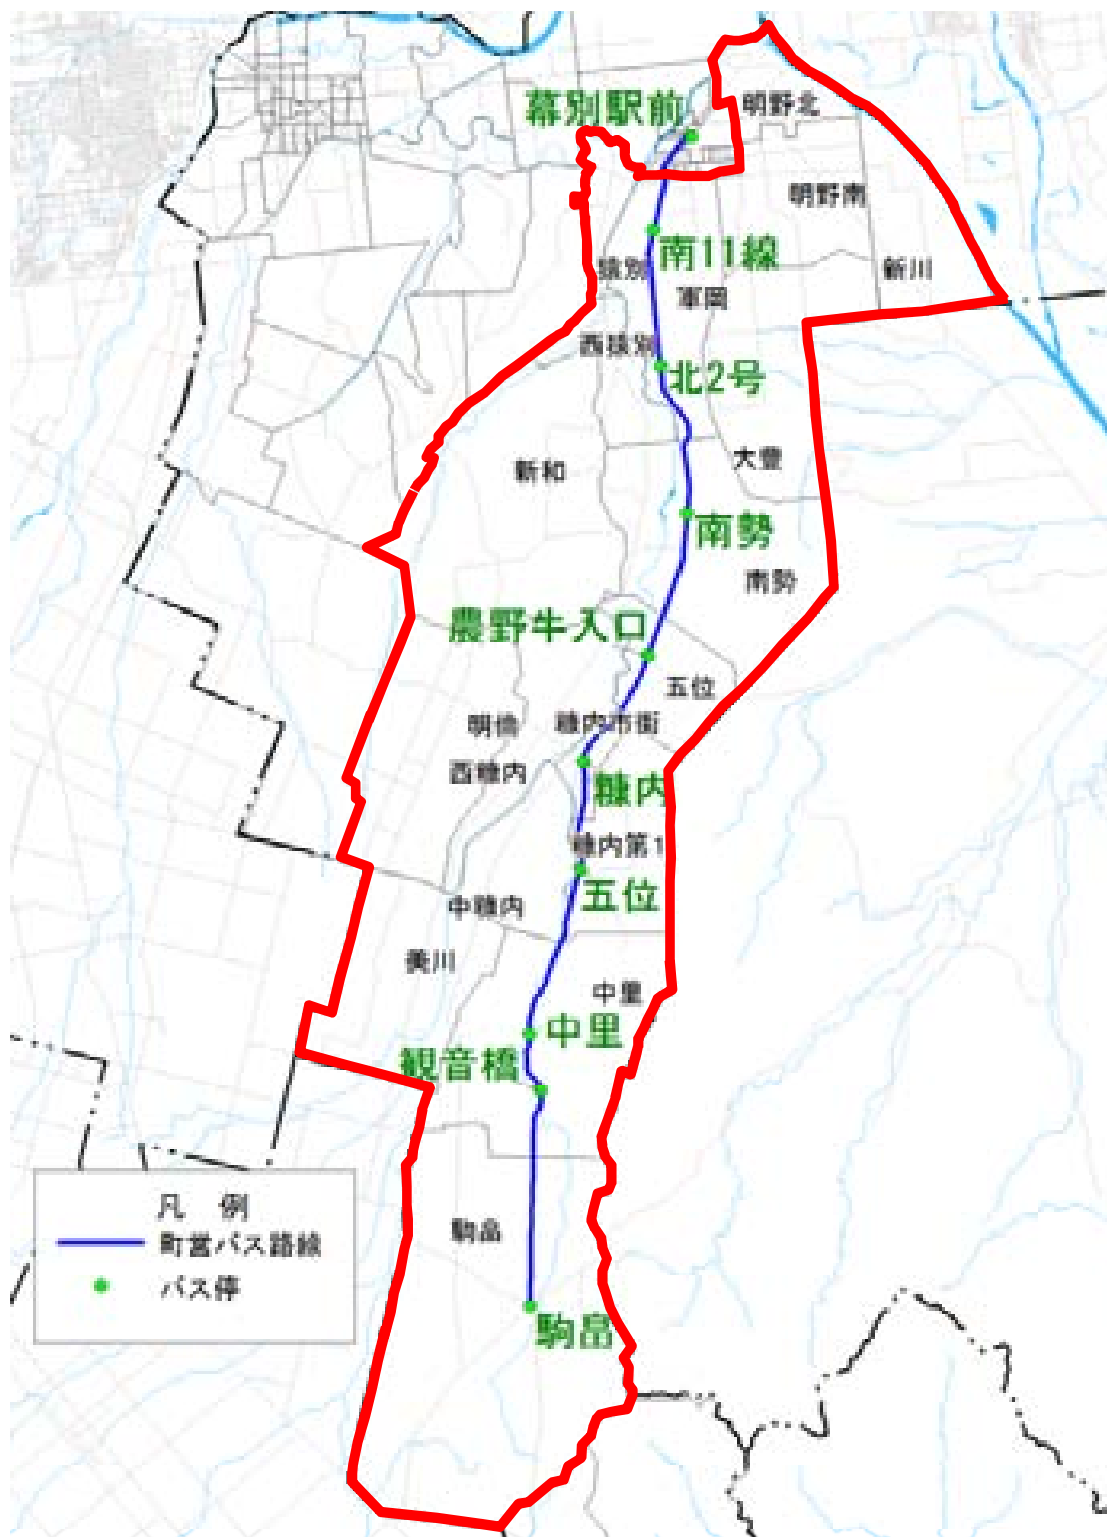 明野北
幕別駅前
明野南
南11線
猿別
新川
軍岡
西猿別
北2号
大豊
新和
南勢
南勢
農野牛入口
五位
明倫
糠内市街
西糠内
糠内
糠内第1
五位
中糠内
美川
中里
中里
観音橋
凡 例
駒畠
町営バス路線
バス停
駒畠